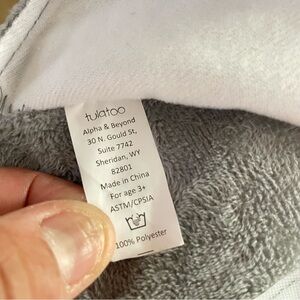 tulatoo
Alpha & Beyond
30 N. Gould St,
Suite 7742
Sheridan, WY
82801
Made in China
For age 3+
ASTM/CPSIA
100% Polyester